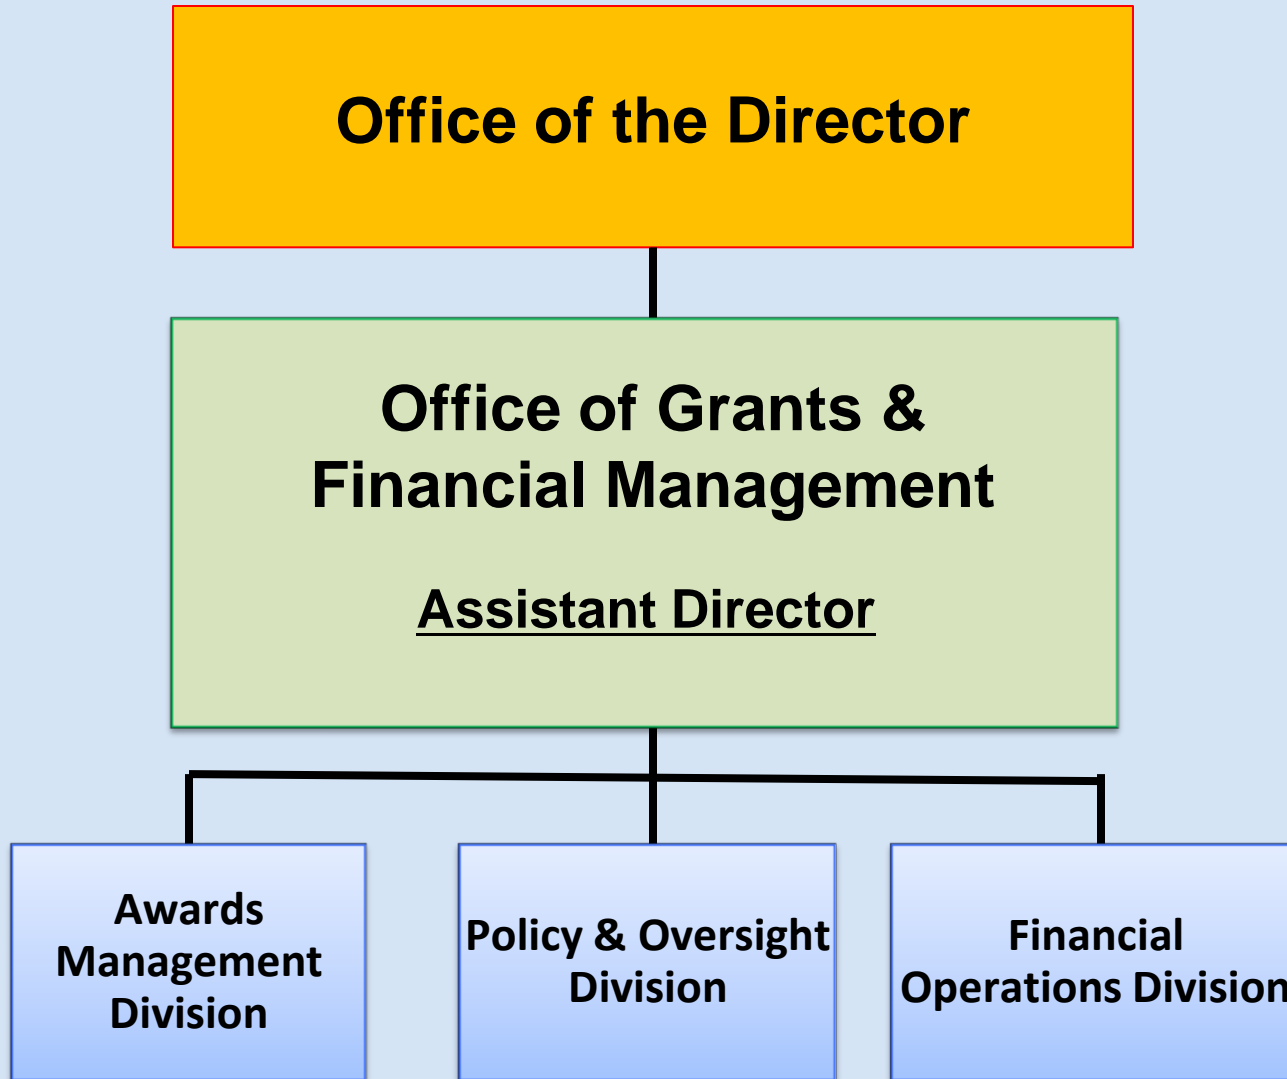 Office of the Director
Office of Grants &
Financial Management
Assistant Director
Awards
Management
Division
Policy & Oversight
Division
Financial
Operations Division